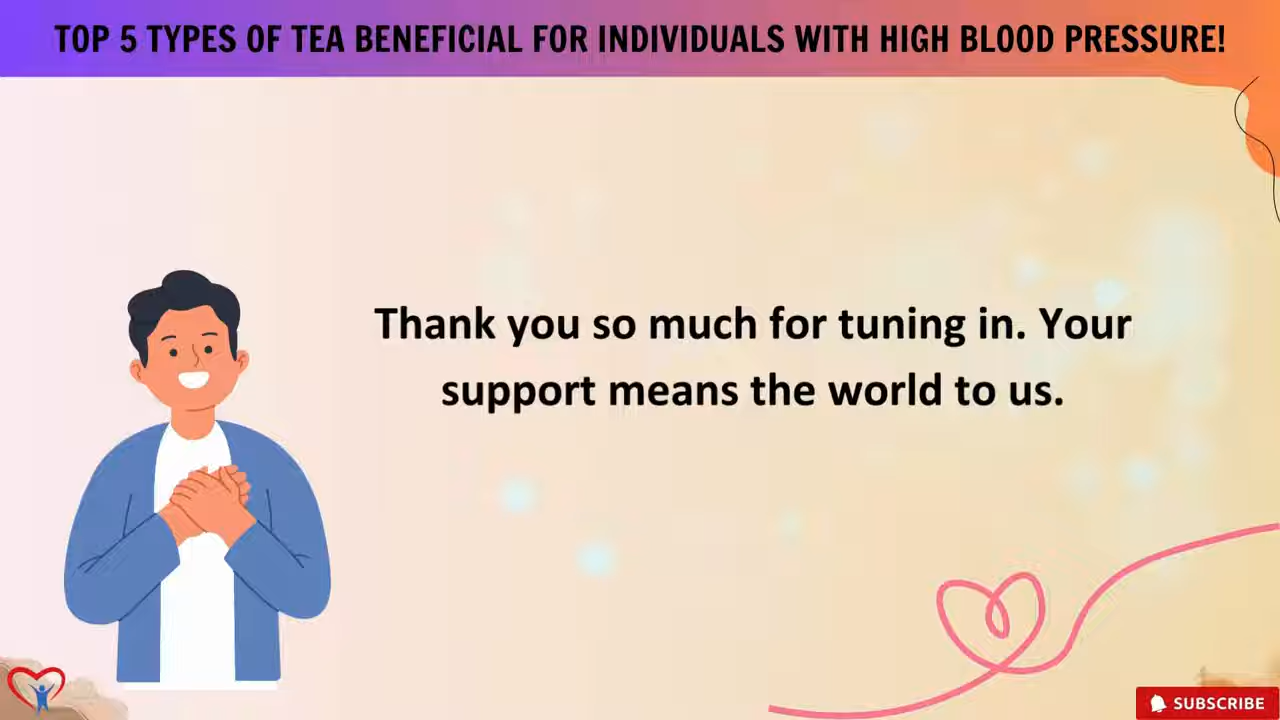 TOP 5 TYPES OF TEA BENEFICIAL FOR INDIVIDUALS WITH HIGH BLOOD PRESSURE!
Thank you so much for tuning in. Your
support means the world to us.
SUBSCRIBE